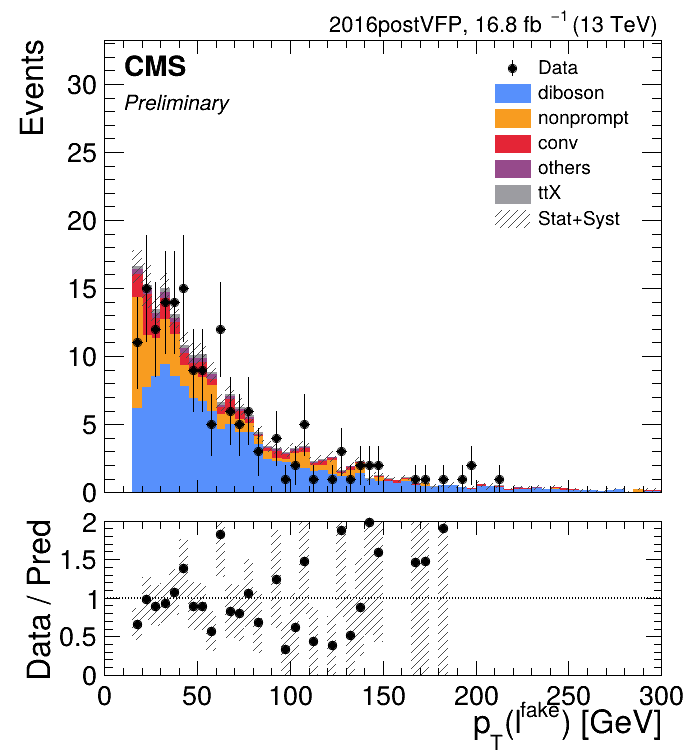 2016postVFP, 16.8 fb⁻¹ (13 TeV)
CMS
Preliminary
Events
Data
diboson
nonprompt
conv
others
ttX
Stat+Syst
30
25
20
15
10
5
0
Data / Pred
2
1.5
1
0.5
0
0 50 100 150 200 250 300
p_T(l^fake) [GeV]